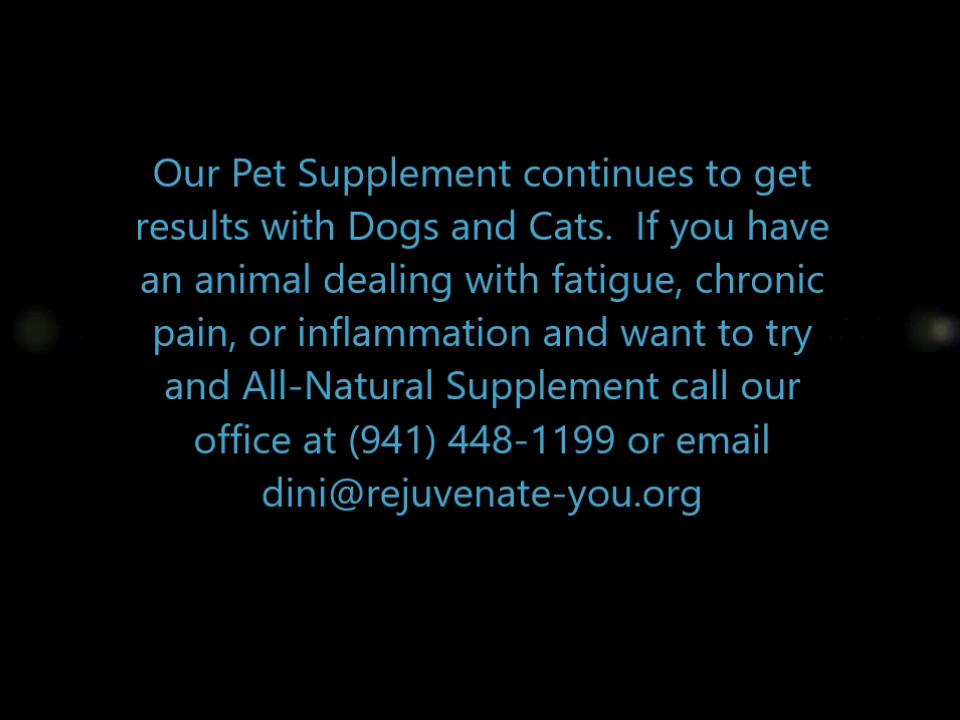 Our Pet Supplement continues to get
results with Dogs and Cats.  If you have
an animal dealing with fatigue, chronic
pain, or inflammation and want to try
and All-Natural Supplement call our
office at (941) 448-1199 or email
dini@rejuvenate-you.org